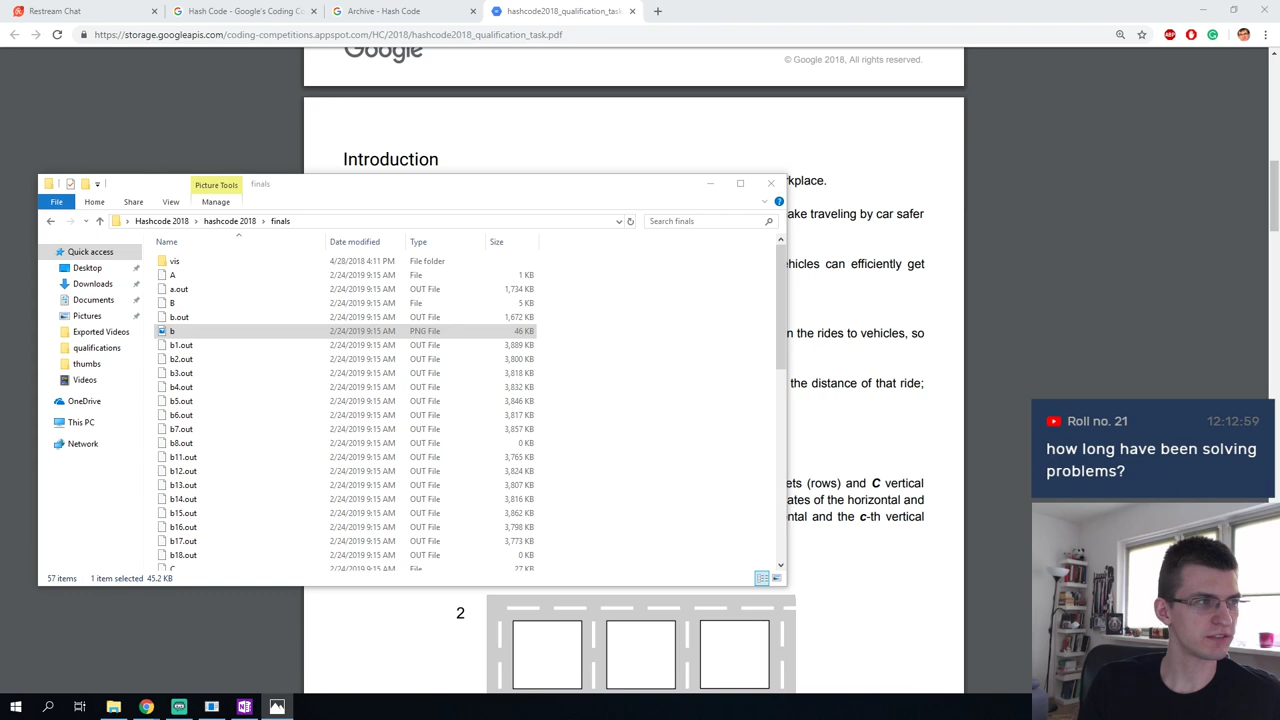 Restream Chat
Hash Code - Google's Coding Co
Archive - Hash Code
hashcode2018_qualification_task.
https://storage.googleapis.com/coding-competitions.appspot.com/HC/2018/hashcode2018_qualification_task.pdf
Google
© Google 2018, All rights reserved.
Introduction
kplace.
ake traveling by car safer
ehicles can efficiently get
n the rides to vehicles, so
the distance of that ride;
ets (rows) and C vertical
ates of the horizontal and
ntal and the c-th vertical
2
Picture Tools
finals
File
Home
Share
View
Manage
Hashcode 2018
hashcode 2018
finals
Search finals
Quick access
Desktop
Downloads
Documents
Pictures
Exported Videos
qualifications
thumbs
Videos
OneDrive
This PC
Network
Name Date modified Type Size
vis 4/28/2018 4:11 PM File folder
A 2/24/2019 9:15 AM File 1 KB
a.out 2/24/2019 9:15 AM OUT File 1,734 KB
B 2/24/2019 9:15 AM File 5 KB
b.out 2/24/2019 9:15 AM OUT File 1,672 KB
b 2/24/2019 9:15 AM PNG File 46 KB
b1.out 2/24/2019 9:15 AM OUT File 3,889 KB
b2.out 2/24/2019 9:15 AM OUT File 3,800 KB
b3.out 2/24/2019 9:15 AM OUT File 3,818 KB
b4.out 2/24/2019 9:15 AM OUT File 3,832 KB
b5.out 2/24/2019 9:15 AM OUT File 3,846 KB
b6.out 2/24/2019 9:15 AM OUT File 3,817 KB
b7.out 2/24/2019 9:15 AM OUT File 3,857 KB
b8.out 2/24/2019 9:15 AM OUT File 0 KB
b11.out 2/24/2019 9:15 AM OUT File 3,765 KB
b12.out 2/24/2019 9:15 AM OUT File 3,824 KB
b13.out 2/24/2019 9:15 AM OUT File 3,807 KB
b14.out 2/24/2019 9:15 AM OUT File 3,816 KB
b15.out 2/24/2019 9:15 AM OUT File 3,862 KB
b16.out 2/24/2019 9:15 AM OUT File 3,798 KB
b17.out 2/24/2019 9:15 AM OUT File 3,773 KB
b18.out 2/24/2019 9:15 AM OUT File 0 KB
C 2/24/2019 9:15 AM File 27 KB
57 items 1 item selected 45.2 KB
Roll no. 21 12:12:59
how long have been solving
problems?